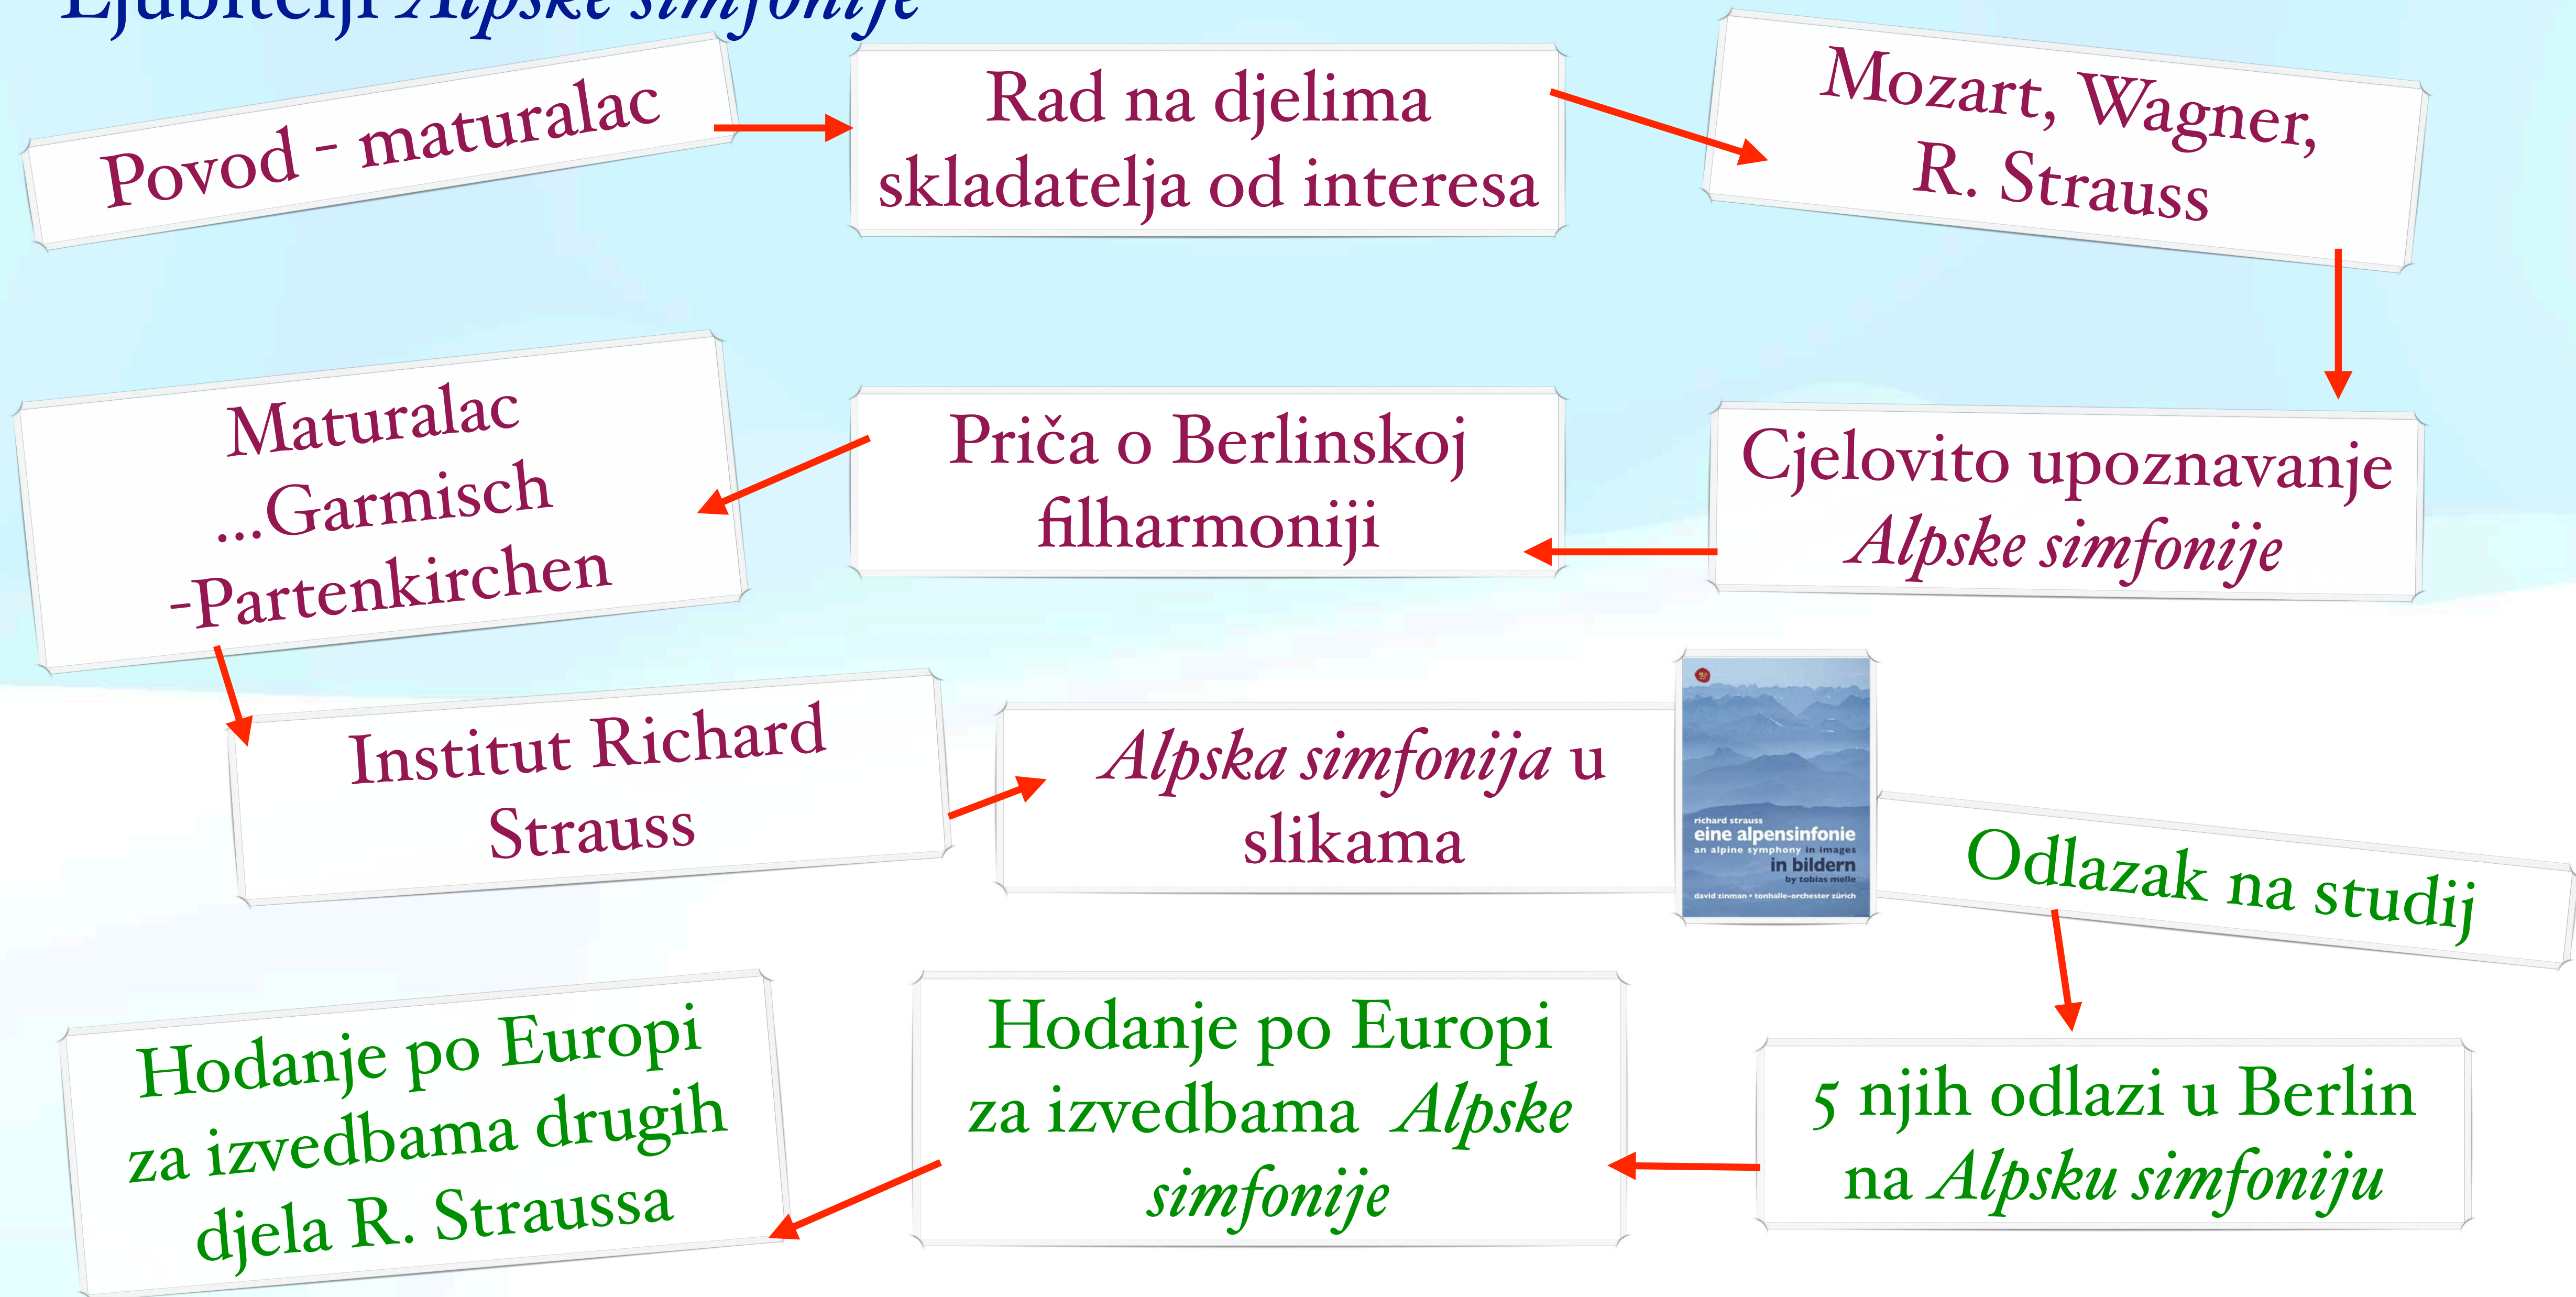 Ljubitelji Alpske simfonije
Povod - maturalac
Rad na djelima
skladatelja od interesa
Mozart, Wagner,
R. Strauss
Cjelovito upoznavanje
Alpske simfonije
Priča o Berlinskoj
filharmoniji
Maturalac
...Garmisch
-Partenkirchen
Institut Richard
Strauss
Alpska simfonija u
slikama
richard strauss
eine alpensinfonie
an alpine symphony in images
in bildern
by tobias melle
david zinman • tonhalle-orchester zürich
Odlazak na studij
5 njih odlazi u Berlin
na Alpsku simfoniju
Hodanje po Europi
za izvedbama Alpske
simfonije
Hodanje po Europi
za izvedbama drugih
djela R. Straussa